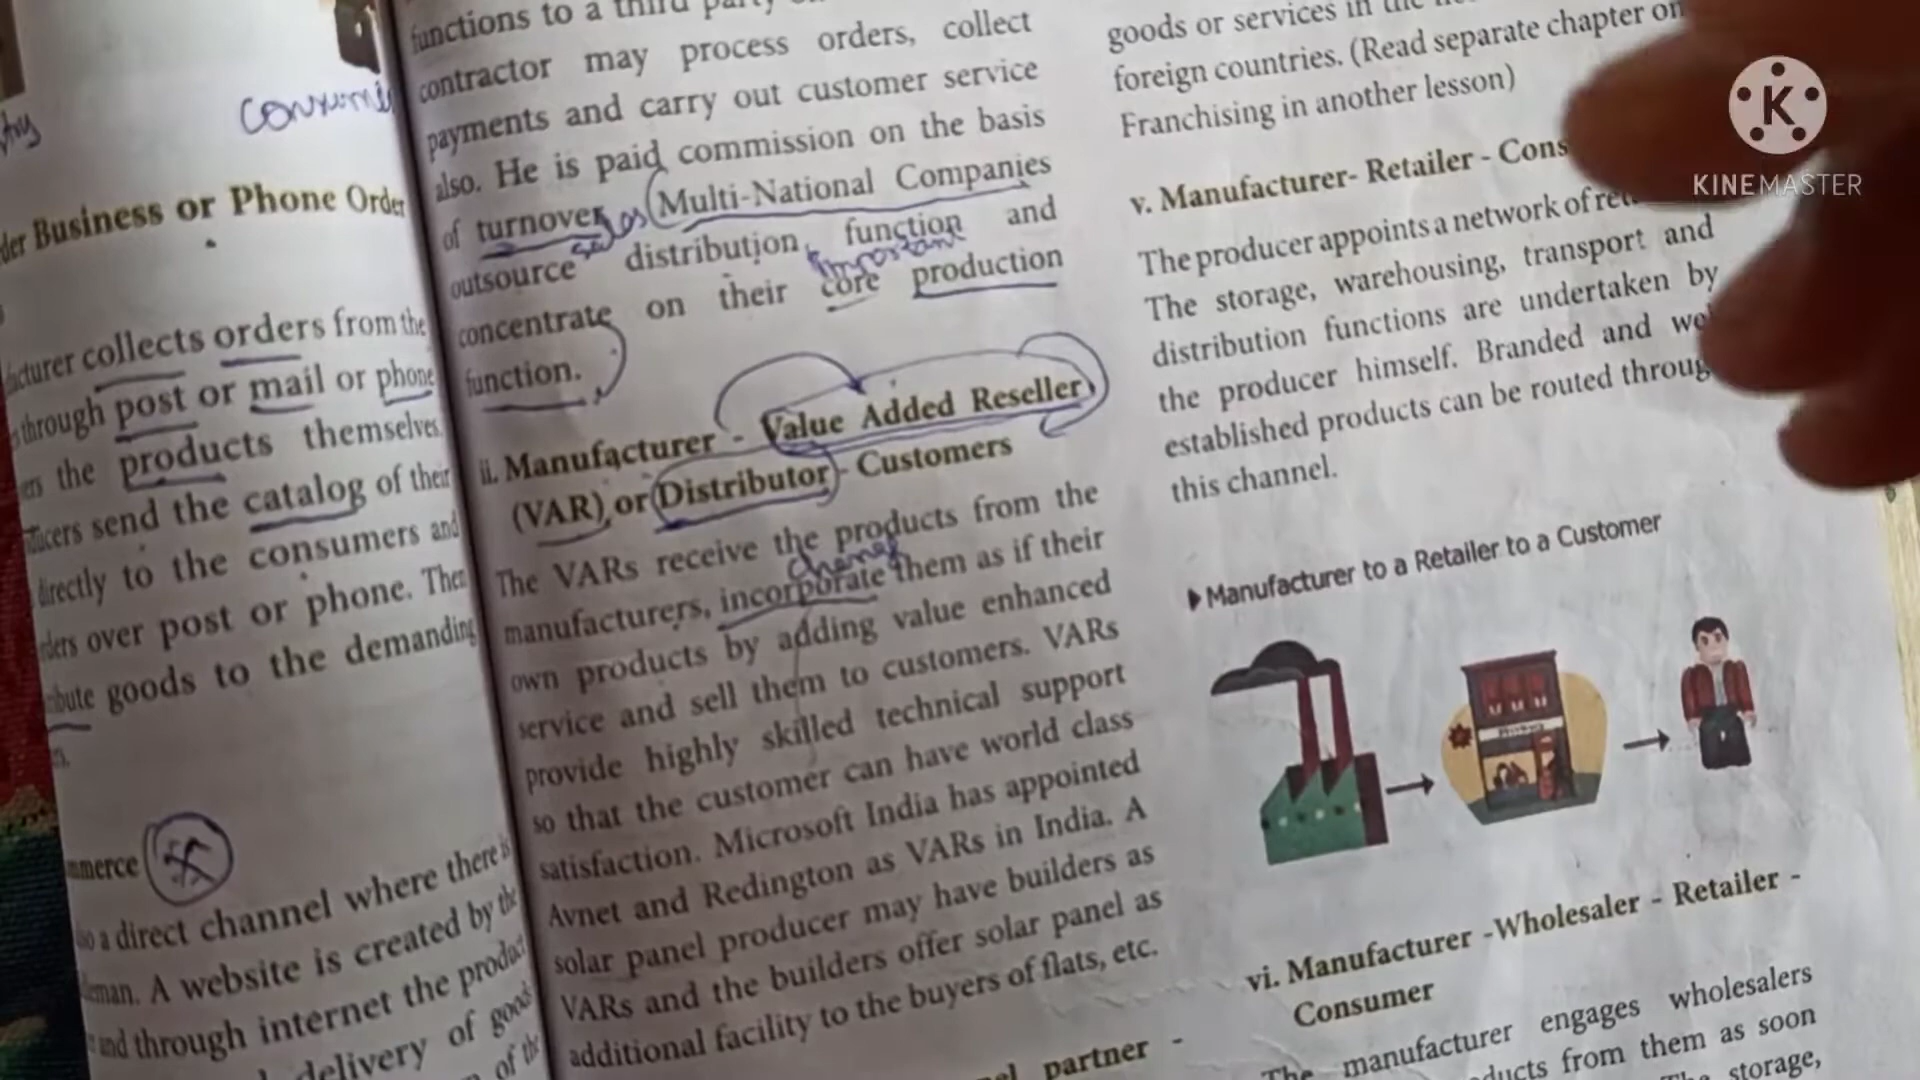 Consumi
Business or Phone Order
collects orders from the
through post or mail or phone
the products themselves.
send the catalog of their
directly to the consumers and
over post or phone. Then
goods to the demanding
a direct channel where there is
A website is created by the
and through internet the product
delivery of goods
of the
functions to a third party
contractor may process orders, collect
payments and carry out customer service
also. He is paid commission on the basis
of turnover. Multi-National Companies
sales
outsource distribution function and
important
concentrate on their core production
function.
ii. Manufacturer - Value Added Reseller
(VAR) or Distributor - Customers
The VARs receive the products from the
change
manufacturers, incorporate them as if their
own products by adding value enhanced
service and sell them to customers. VARs
provide highly skilled technical support
so that the customer can have world class
satisfaction. Microsoft India has appointed
Avnet and Redington as VARs in India. A
solar panel producer may have builders as
VARs and the builders offer solar panel as
additional facility to the buyers of flats, etc.
partner -
goods or services in the
foreign countries. (Read separate chapter on
Franchising in another lesson)
v. Manufacturer- Retailer - Cons
The producer appoints a network of
The storage, warehousing, transport and
distribution functions are undertaken by
the producer himself. Branded and
established products can be routed through
this channel.
Manufacturer to a Retailer to a Customer
vi. Manufacturer -Wholesaler - Retailer -
Consumer
manufacturer engages wholesalers
from them as soon
storage,
K
KINEMASTER